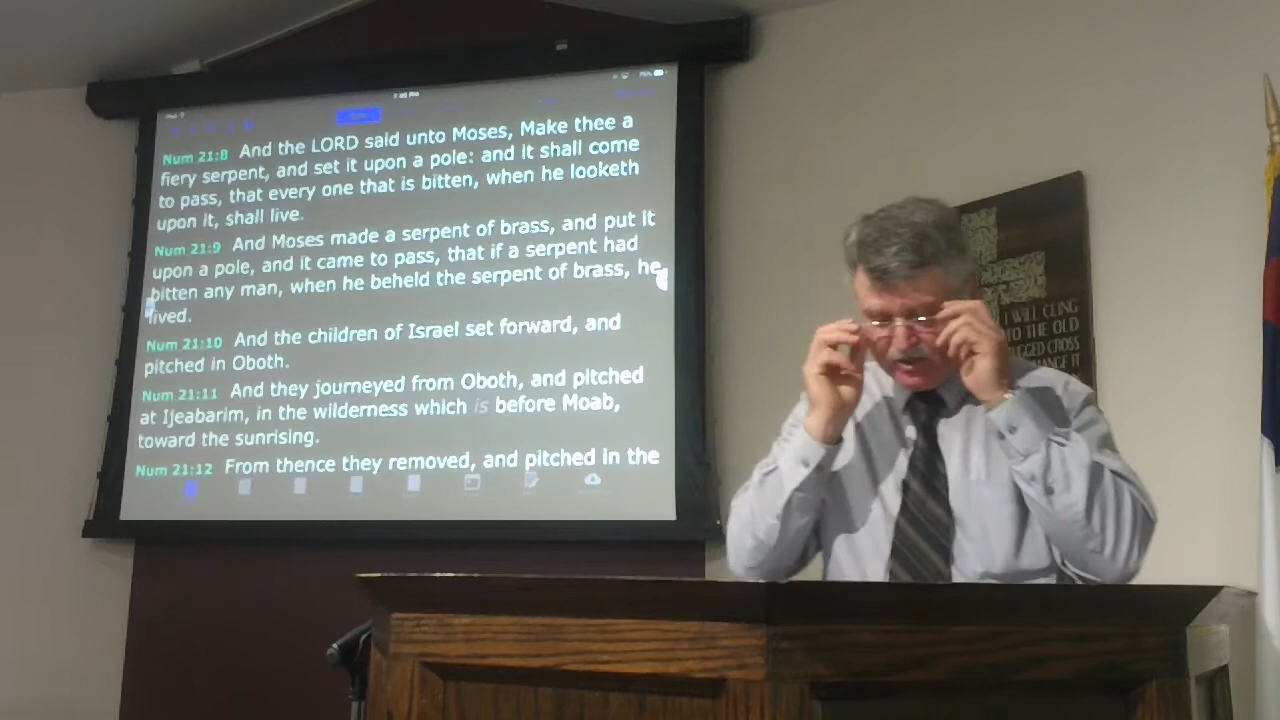 Num 21:8 And the LORD said unto Moses, Make thee a
fiery serpent, and set it upon a pole: and it shall come
to pass, that every one that is bitten, when he looketh
upon it, shall live.
Num 21:9 And Moses made a serpent of brass, and put it
upon a pole, and it came to pass, that if a serpent had
bitten any man, when he beheld the serpent of brass, he
lived.
Num 21:10 And the children of Israel set forward, and
pitched in Oboth.
Num 21:11 And they journeyed from Oboth, and pitched
at Ijeabarim, in the wilderness which is before Moab,
toward the sunrising.
Num 21:12 From thence they removed, and pitched in the
I WILL CLING
TO THE OLD
RUGGED CROSS